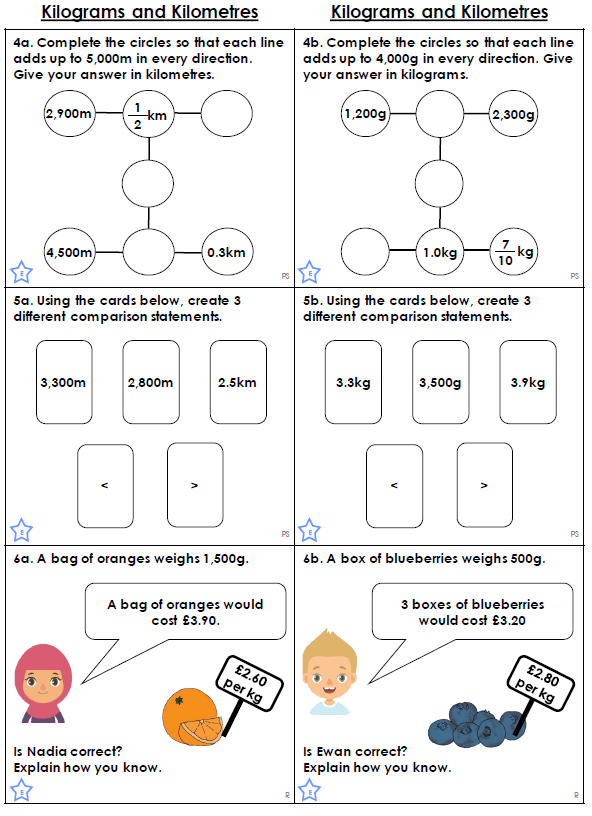 Kilograms and Kilometres
4a. Complete the circles so that each line
adds up to 5,000m in every direction.
Give your answer in kilometres.
2,900m
1/2 km
4,500m
0.3km
E
PS
Kilograms and Kilometres
4b. Complete the circles so that each line
adds up to 4,000g in every direction. Give
your answer in kilograms.
1,200g
2,300g
1.0kg
7/10 kg
E
PS
5a. Using the cards below, create 3
different comparison statements.
3,300m
2,800m
2.5km
<
>
E
PS
5b. Using the cards below, create 3
different comparison statements.
3.3kg
3,500g
3.9kg
<
>
E
PS
6a. A bag of oranges weighs 1,500g.
A bag of oranges would
cost £3.90.
£2.60
per kg
Is Nadia correct?
Explain how you know.
E
R
6b. A box of blueberries weighs 500g.
3 boxes of blueberries
would cost £3.20
£2.80
per kg
Is Ewan correct?
Explain how you know.
E
R